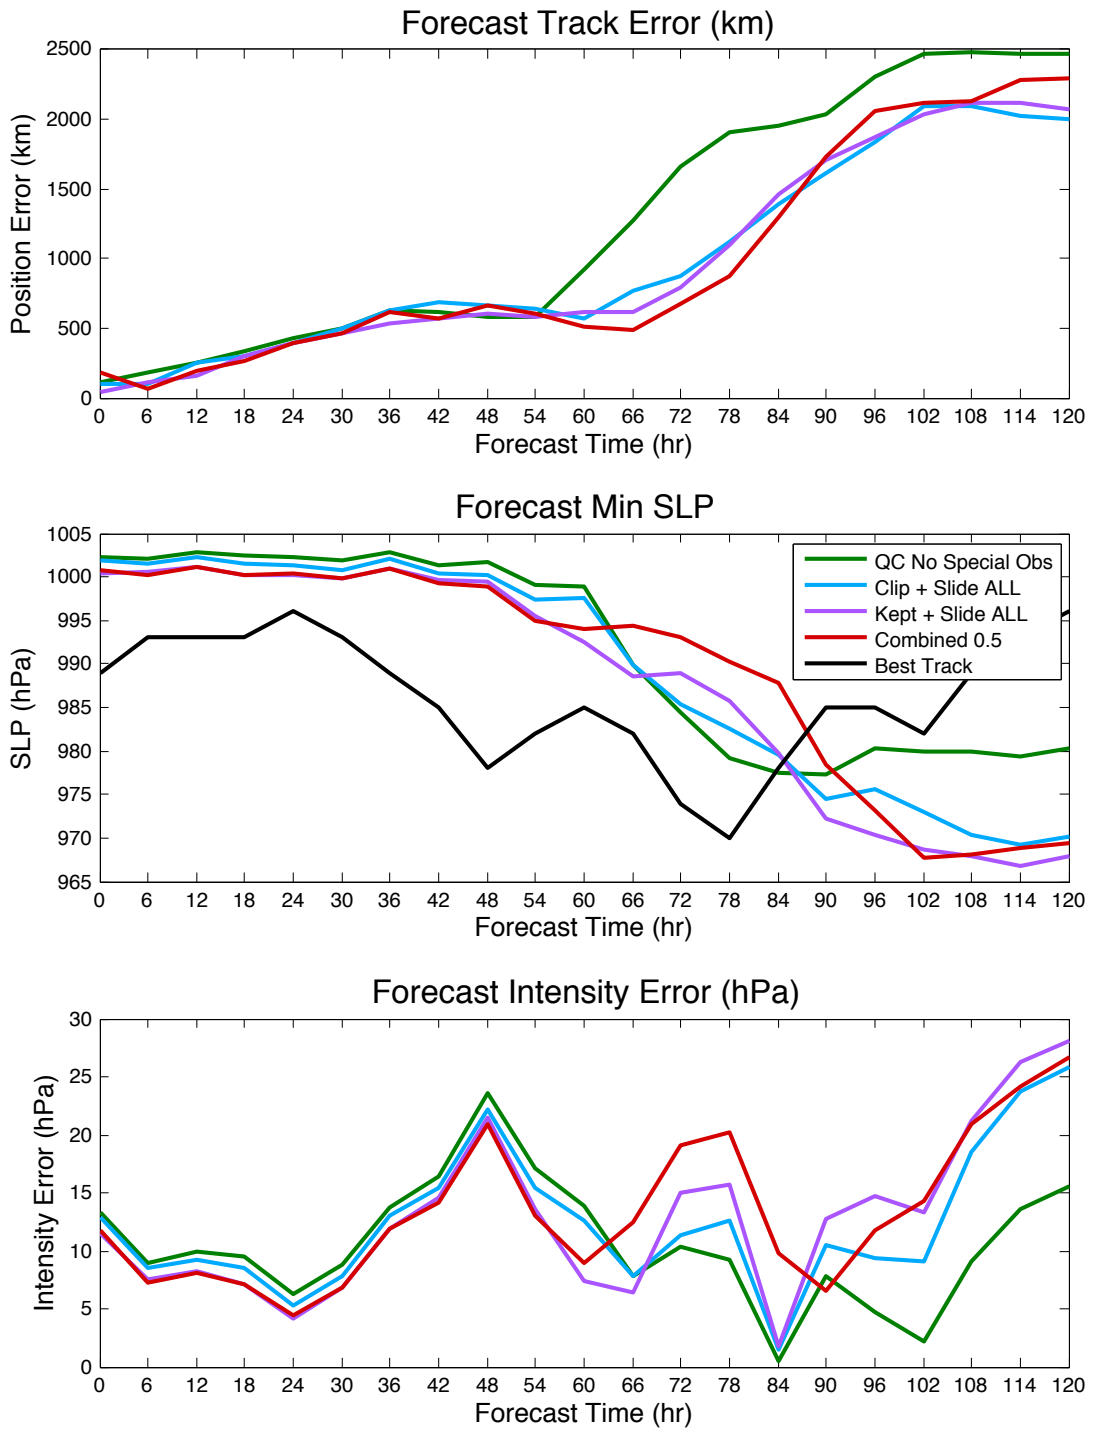 Forecast Track Error (km)
Position Error (km)
2500
2000
1500
1000
500
0
0 6 12 18 24 30 36 42 48 54 60 66 72 78 84 90 96 102 108 114 120
Forecast Time (hr)
Forecast Min SLP
SLP (hPa)
1005
1000
995
990
985
980
975
970
965
QC No Special Obs
Clip + Slide ALL
Kept + Slide ALL
Combined 0.5
Best Track
0 6 12 18 24 30 36 42 48 54 60 66 72 78 84 90 96 102 108 114 120
Forecast Time (hr)
Forecast Intensity Error (hPa)
Intensity Error (hPa)
30
25
20
15
10
5
0
0 6 12 18 24 30 36 42 48 54 60 66 72 78 84 90 96 102 108 114 120
Forecast Time (hr)